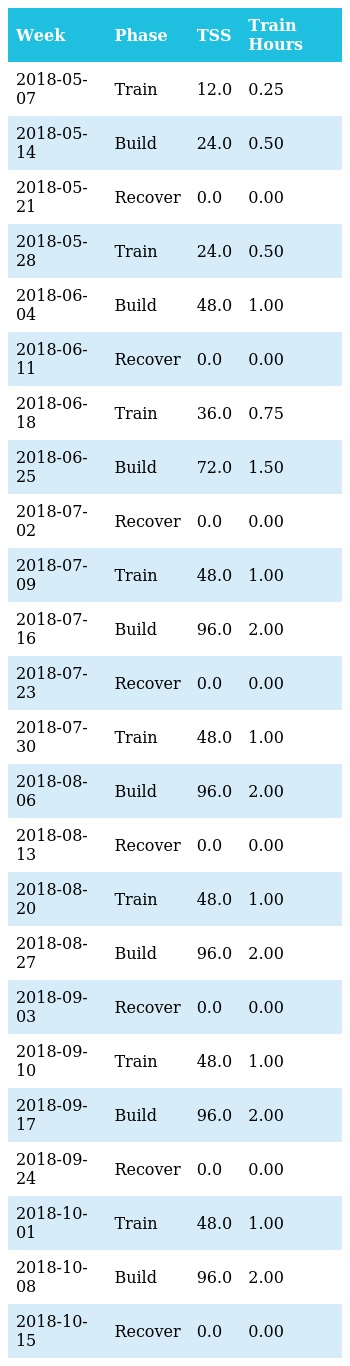 Week Phase TSS Train
Hours
2018-05-
07 Train 12.0 0.25
2018-05-
14 Build 24.0 0.50
2018-05-
21 Recover 0.0 0.00
2018-05-
28 Train 24.0 0.50
2018-06-
04 Build 48.0 1.00
2018-06-
11 Recover 0.0 0.00
2018-06-
18 Train 36.0 0.75
2018-06-
25 Build 72.0 1.50
2018-07-
02 Recover 0.0 0.00
2018-07-
09 Train 48.0 1.00
2018-07-
16 Build 96.0 2.00
2018-07-
23 Recover 0.0 0.00
2018-07-
30 Train 48.0 1.00
2018-08-
06 Build 96.0 2.00
2018-08-
13 Recover 0.0 0.00
2018-08-
20 Train 48.0 1.00
2018-08-
27 Build 96.0 2.00
2018-09-
03 Recover 0.0 0.00
2018-09-
10 Train 48.0 1.00
2018-09-
17 Build 96.0 2.00
2018-09-
24 Recover 0.0 0.00
2018-10-
01 Train 48.0 1.00
2018-10-
08 Build 96.0 2.00
2018-10-
15 Recover 0.0 0.00